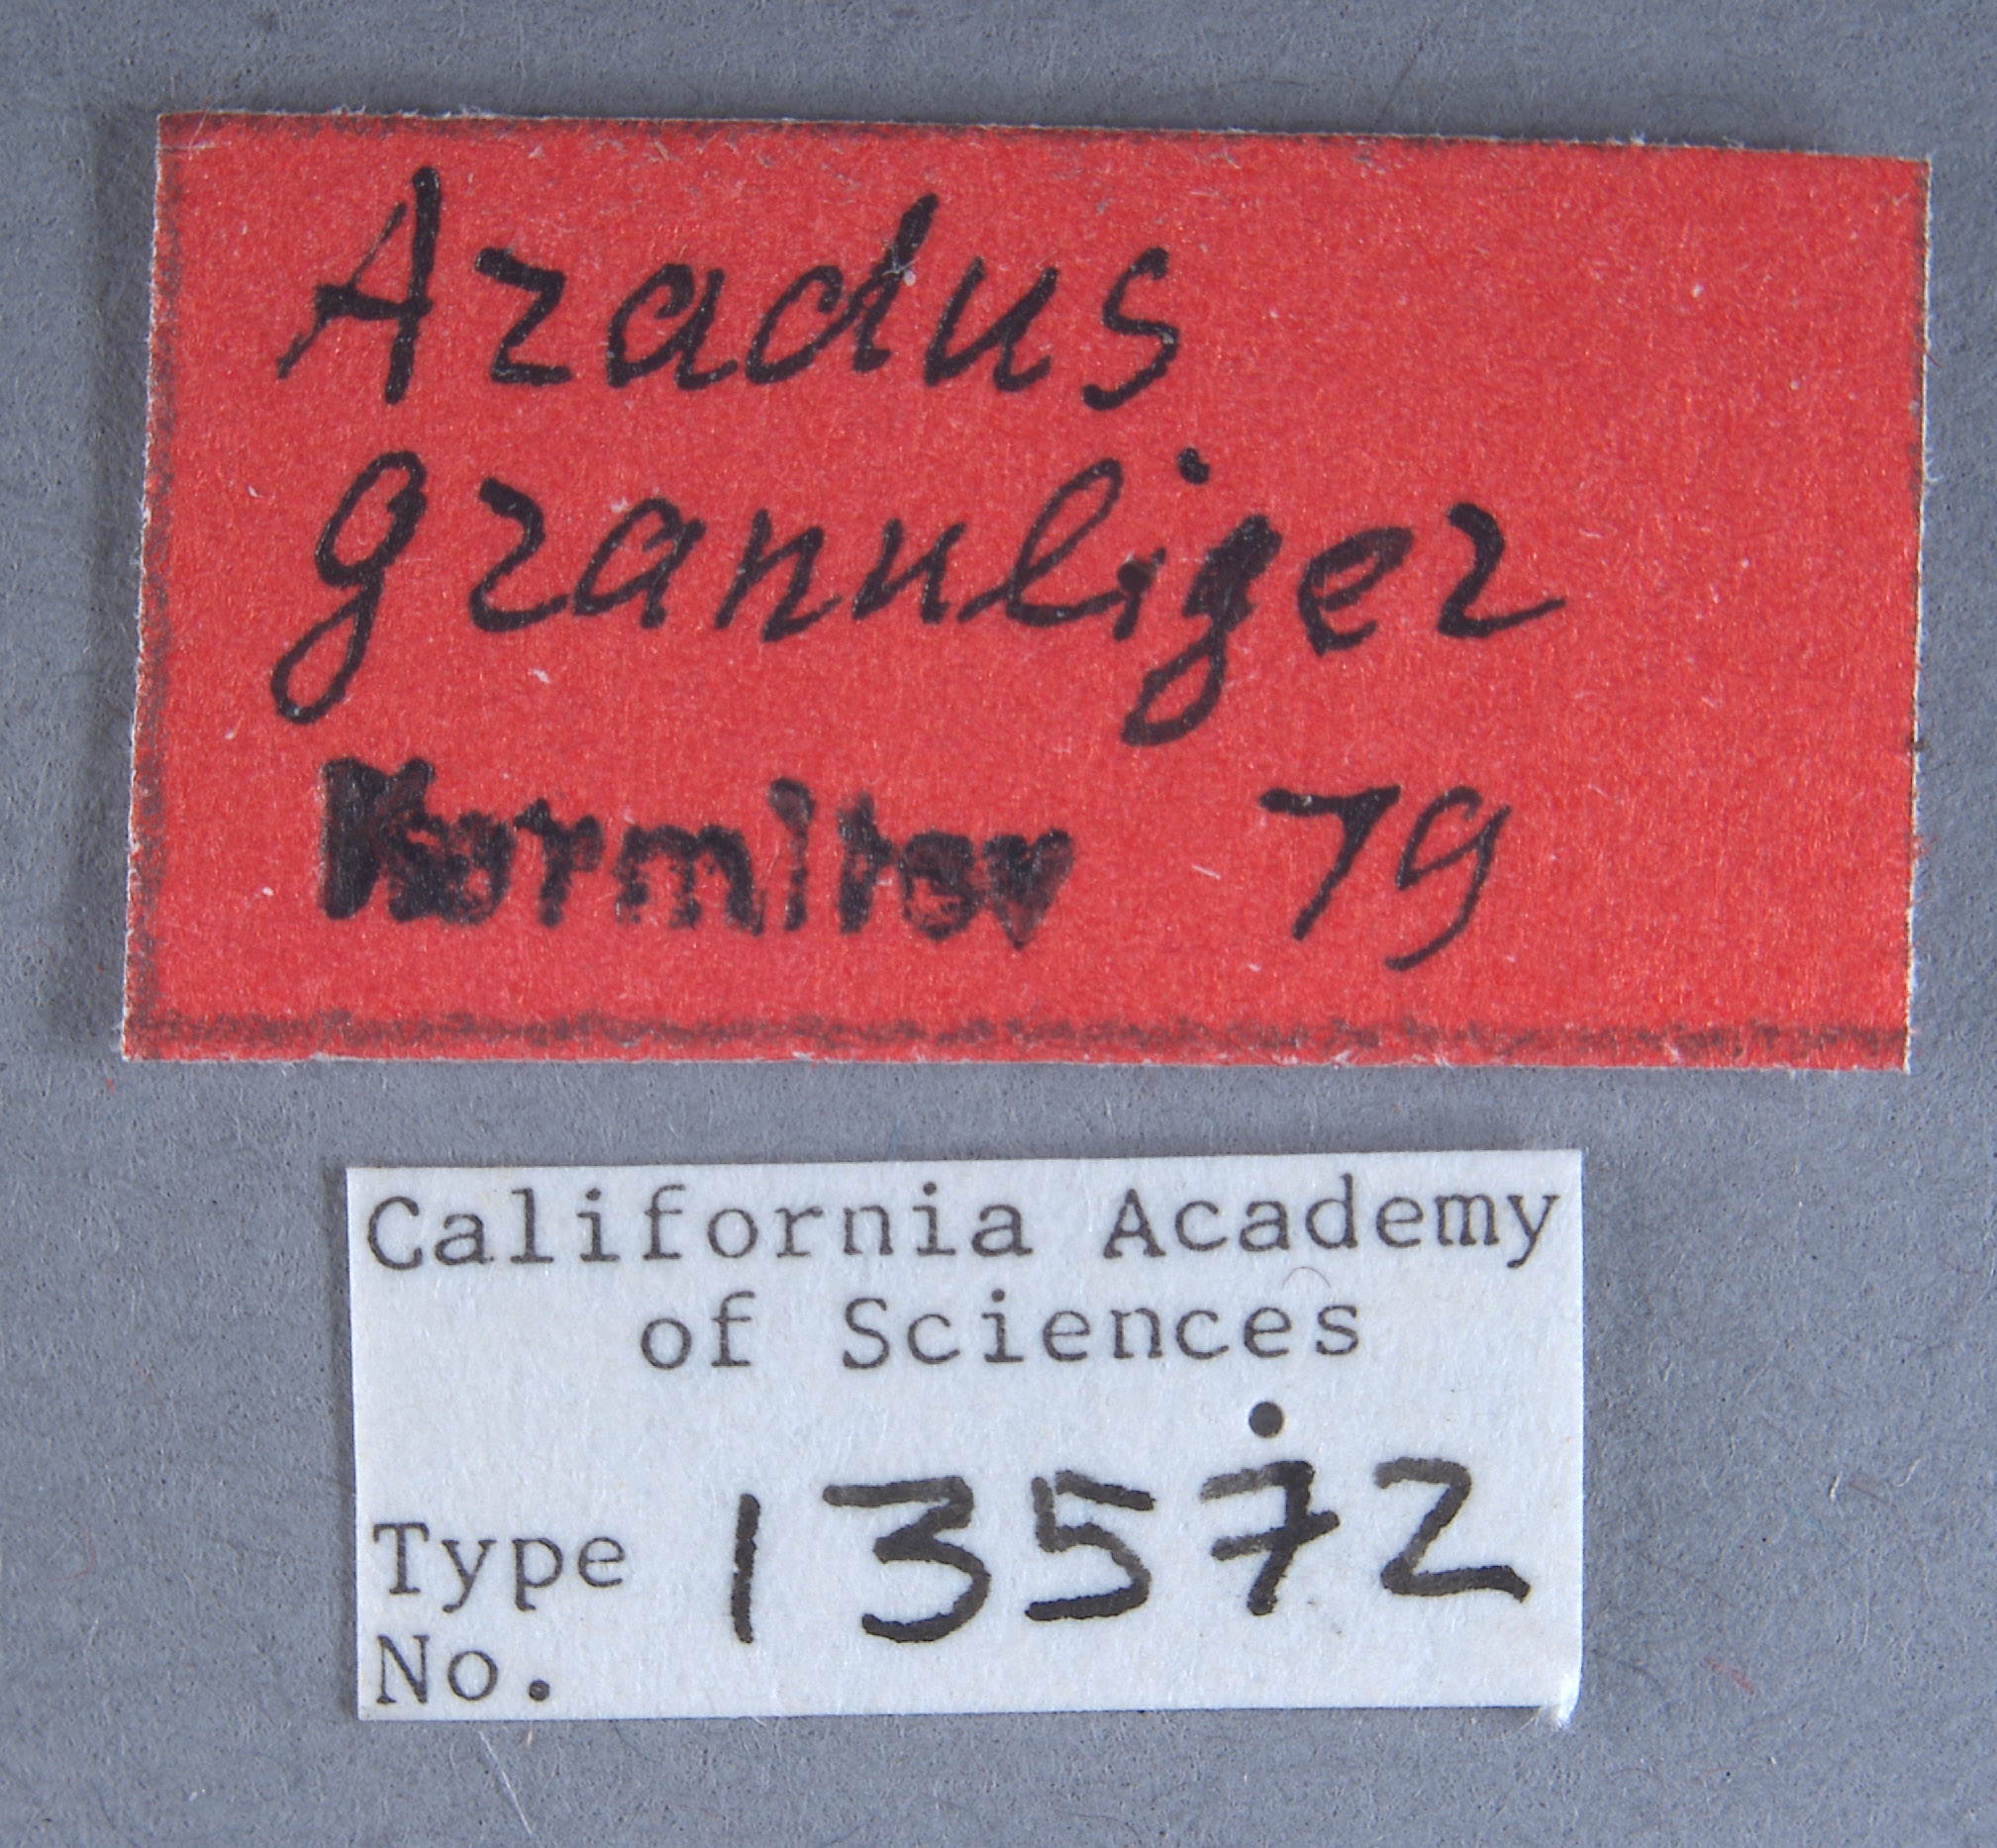 Aradus
granuliger
Kormilev 79
California Academy
of Sciences
Type 13572
No.